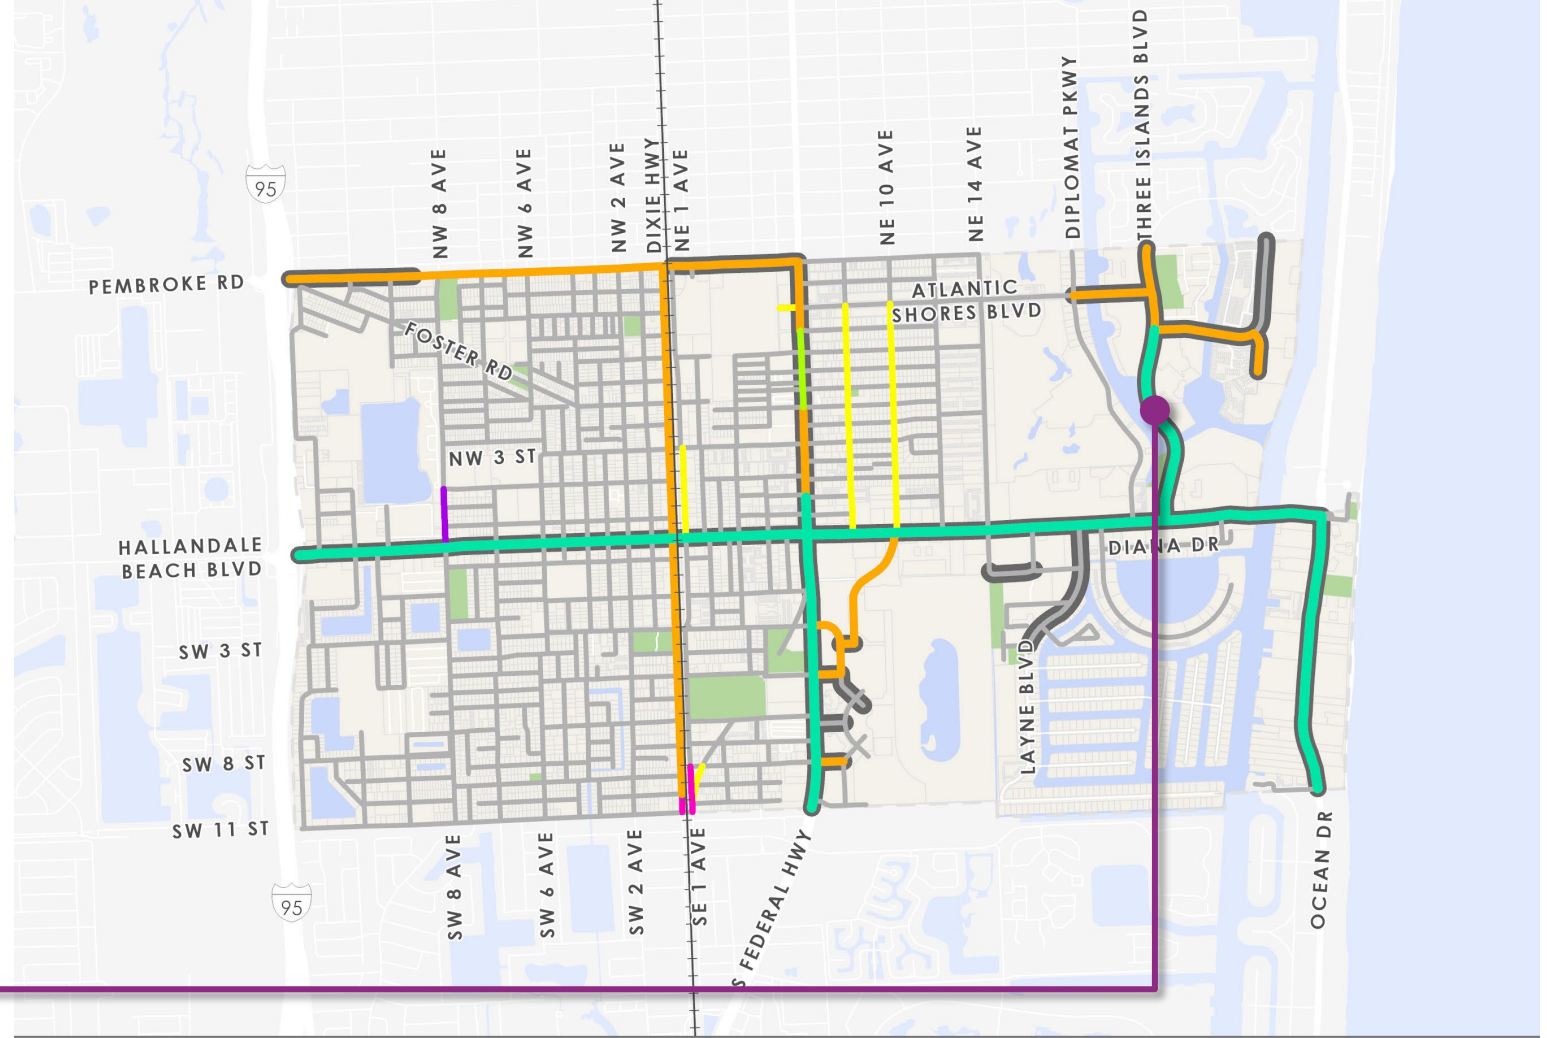 THREE ISLANDS BLVD
DIPLOMAT PKWY
NE 14 AVE
NE 10 AVE
NE 1 AVE
DIXIE HWY
NW 2 AVE
NW 6 AVE
NW 8 AVE
95
PEMBROKE RD
ATLANTIC
SHORES BLVD
FOSTER RD
NW 3 ST
HALLANDALE
BEACH BLVD
DIANA DR
SW 3 ST
LAYNE BLVD
SW 8 ST
SW 11 ST
95
SW 8 AVE
SW 6 AVE
SW 2 AVE
SE 1 AVE
S FEDERAL HWY
OCEAN DR